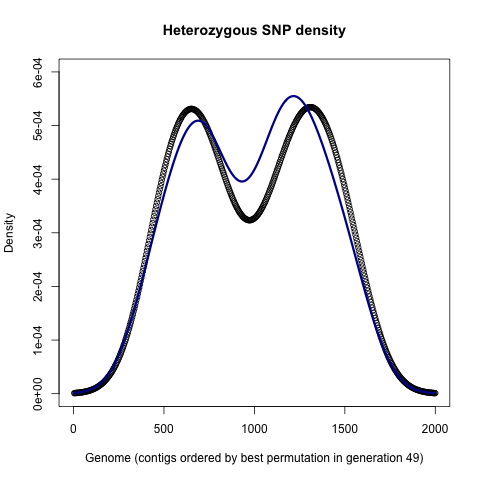 Heterozygous SNP density
6e-04
5e-04
4e-04
3e-04
2e-04
1e-04
0e+00
Density
0 500 1000 1500 2000
Genome (contigs ordered by best permutation in generation 49)